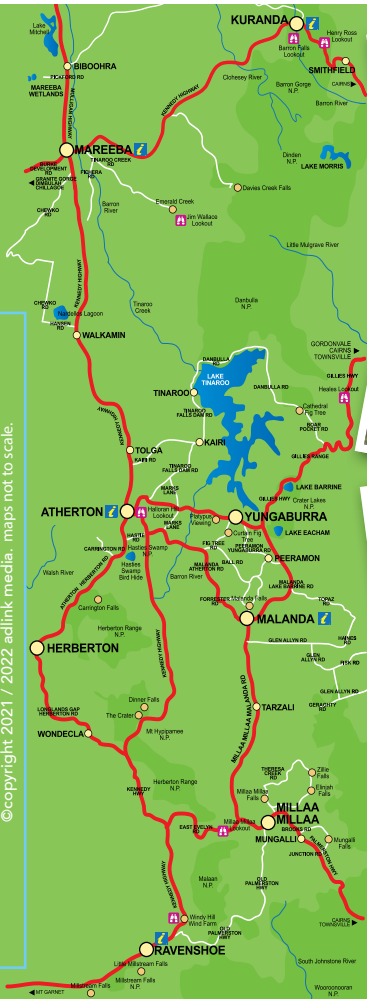 KURANDA
Lake
Mitchell
Henry Ross
Lookout
Barron Falls
Lookout
SMITHFIELD
BIBOOHRA
CAIRNS
PICAFORD RD
MAREEBA
WETLANDS
MULLIGAN HIGHWAY
Clohesey River
Barron Gorge
N.P.
KENNEDY HIGHWAY
Barron River
MAREEBA
Dinden
N.P.
TINAROO CREEK
RD
BURKE
DEVELOPMENT
RD
LAKE MORRIS
FICHERA
RD
GRANITE GORGE
DIMBULAH
CHILLAGOE
Davies Creek Falls
Emerald Creek
CHEWKO
RD
Barron
River
Jim Wallace
Lookout
Little Mulgrave River
KENNEDY HIGHWAY
Danbulla
N.P.
CHEWKO
RD
Tinaroo
Creek
Nardellos Lagoon
HANSEN
RD
WALKAMIN
GORDONVALE
CAIRNS
TOWNSVILLE
DANBULLA
RD
GILLIES HWY
LAKE
TINAROO
DANBULLA RD
Heales Lookout
TINAROO
KENNEDY HIGHWAY
TINAROO
FALLS DAM RD
Cathedral
Fig Tree
BOAR
POCKET RD
KAIRI
TOLGA
KAIRI RD
GILLIES RANGE
TINAROO
FALLS DAM RD
MARKS
LANE
LAKE BARRINE
GILLIES HWY
Crater Lakes
N.P.
ATHERTON
Halloran Hill
Lookout
Platypus
Viewing
YUNGABURRA
MARKS
LANE
LAKE EACHAM
HASTIE
RD
Curtain Fig
Tree
FIG TREE
RD
PEERAMON
YUNGABURRA RD
CARRINGTON RD
Hasties Swamp
N.P.
PEERAMON
BALL RD
MALANDA
ATHERTON RD
Hasties
Swamp
Bird Hide
Walsh River
Barron River
ATHERTON HERBERTON RD
MALANDA
LAKE BARRINE RD
Carrington Falls
FORRESTER
RD
Malanda Falls
TOPAZ
RD
MALANDA
Herberton Range
N.P.
KENNEDY HIGHWAY
GLEN ALLYN RD
HAINES
RD
HERBERTON
GLEN
ALLYN RD
FISK RD
MILLAA MILLAA MALANDA RD
GLEN ALLYN RD
Dinner Falls
GERAGHTY
RD
LONGLANDS GAP
HERBERTON RD
The Crater
TARZALI
WONDECLA
Mt Hypipamee
N.P.
THERESA
CREEK
RD
Zillie
Falls
Herberton Range
N.P.
KENNEDY
HWY
Ellinjaa
Falls
Millaa Millaa
Falls
MILLAA
MILLAA
EAST EVELYN
RD
Millaa Millaa
Lookout
BROOKS RD
MUNGALLI
Mungalli
Falls
PALMERSTON HWY
JUNCTION RD
KENNEDY HIGHWAY
Malaan
N.P.
OLD
PALMERSTON
HWY
Windy Hill
Wind Farm
CAIRNS
TOWNSVILLE
OLD
PALMERSTON
HWY
RAVENSHOE
Little Millstream Falls
South Johnstone River
Millstream Falls
N.P.
MT GARNET
Millstream Falls
Wooroonooran
N.P.
©copyright 2021 / 2022 adlink media. maps not to scale.